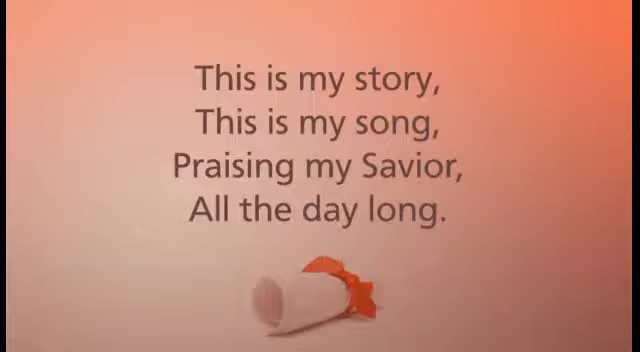 This is my story,
This is my song,
Praising my Savior,
All the day long.